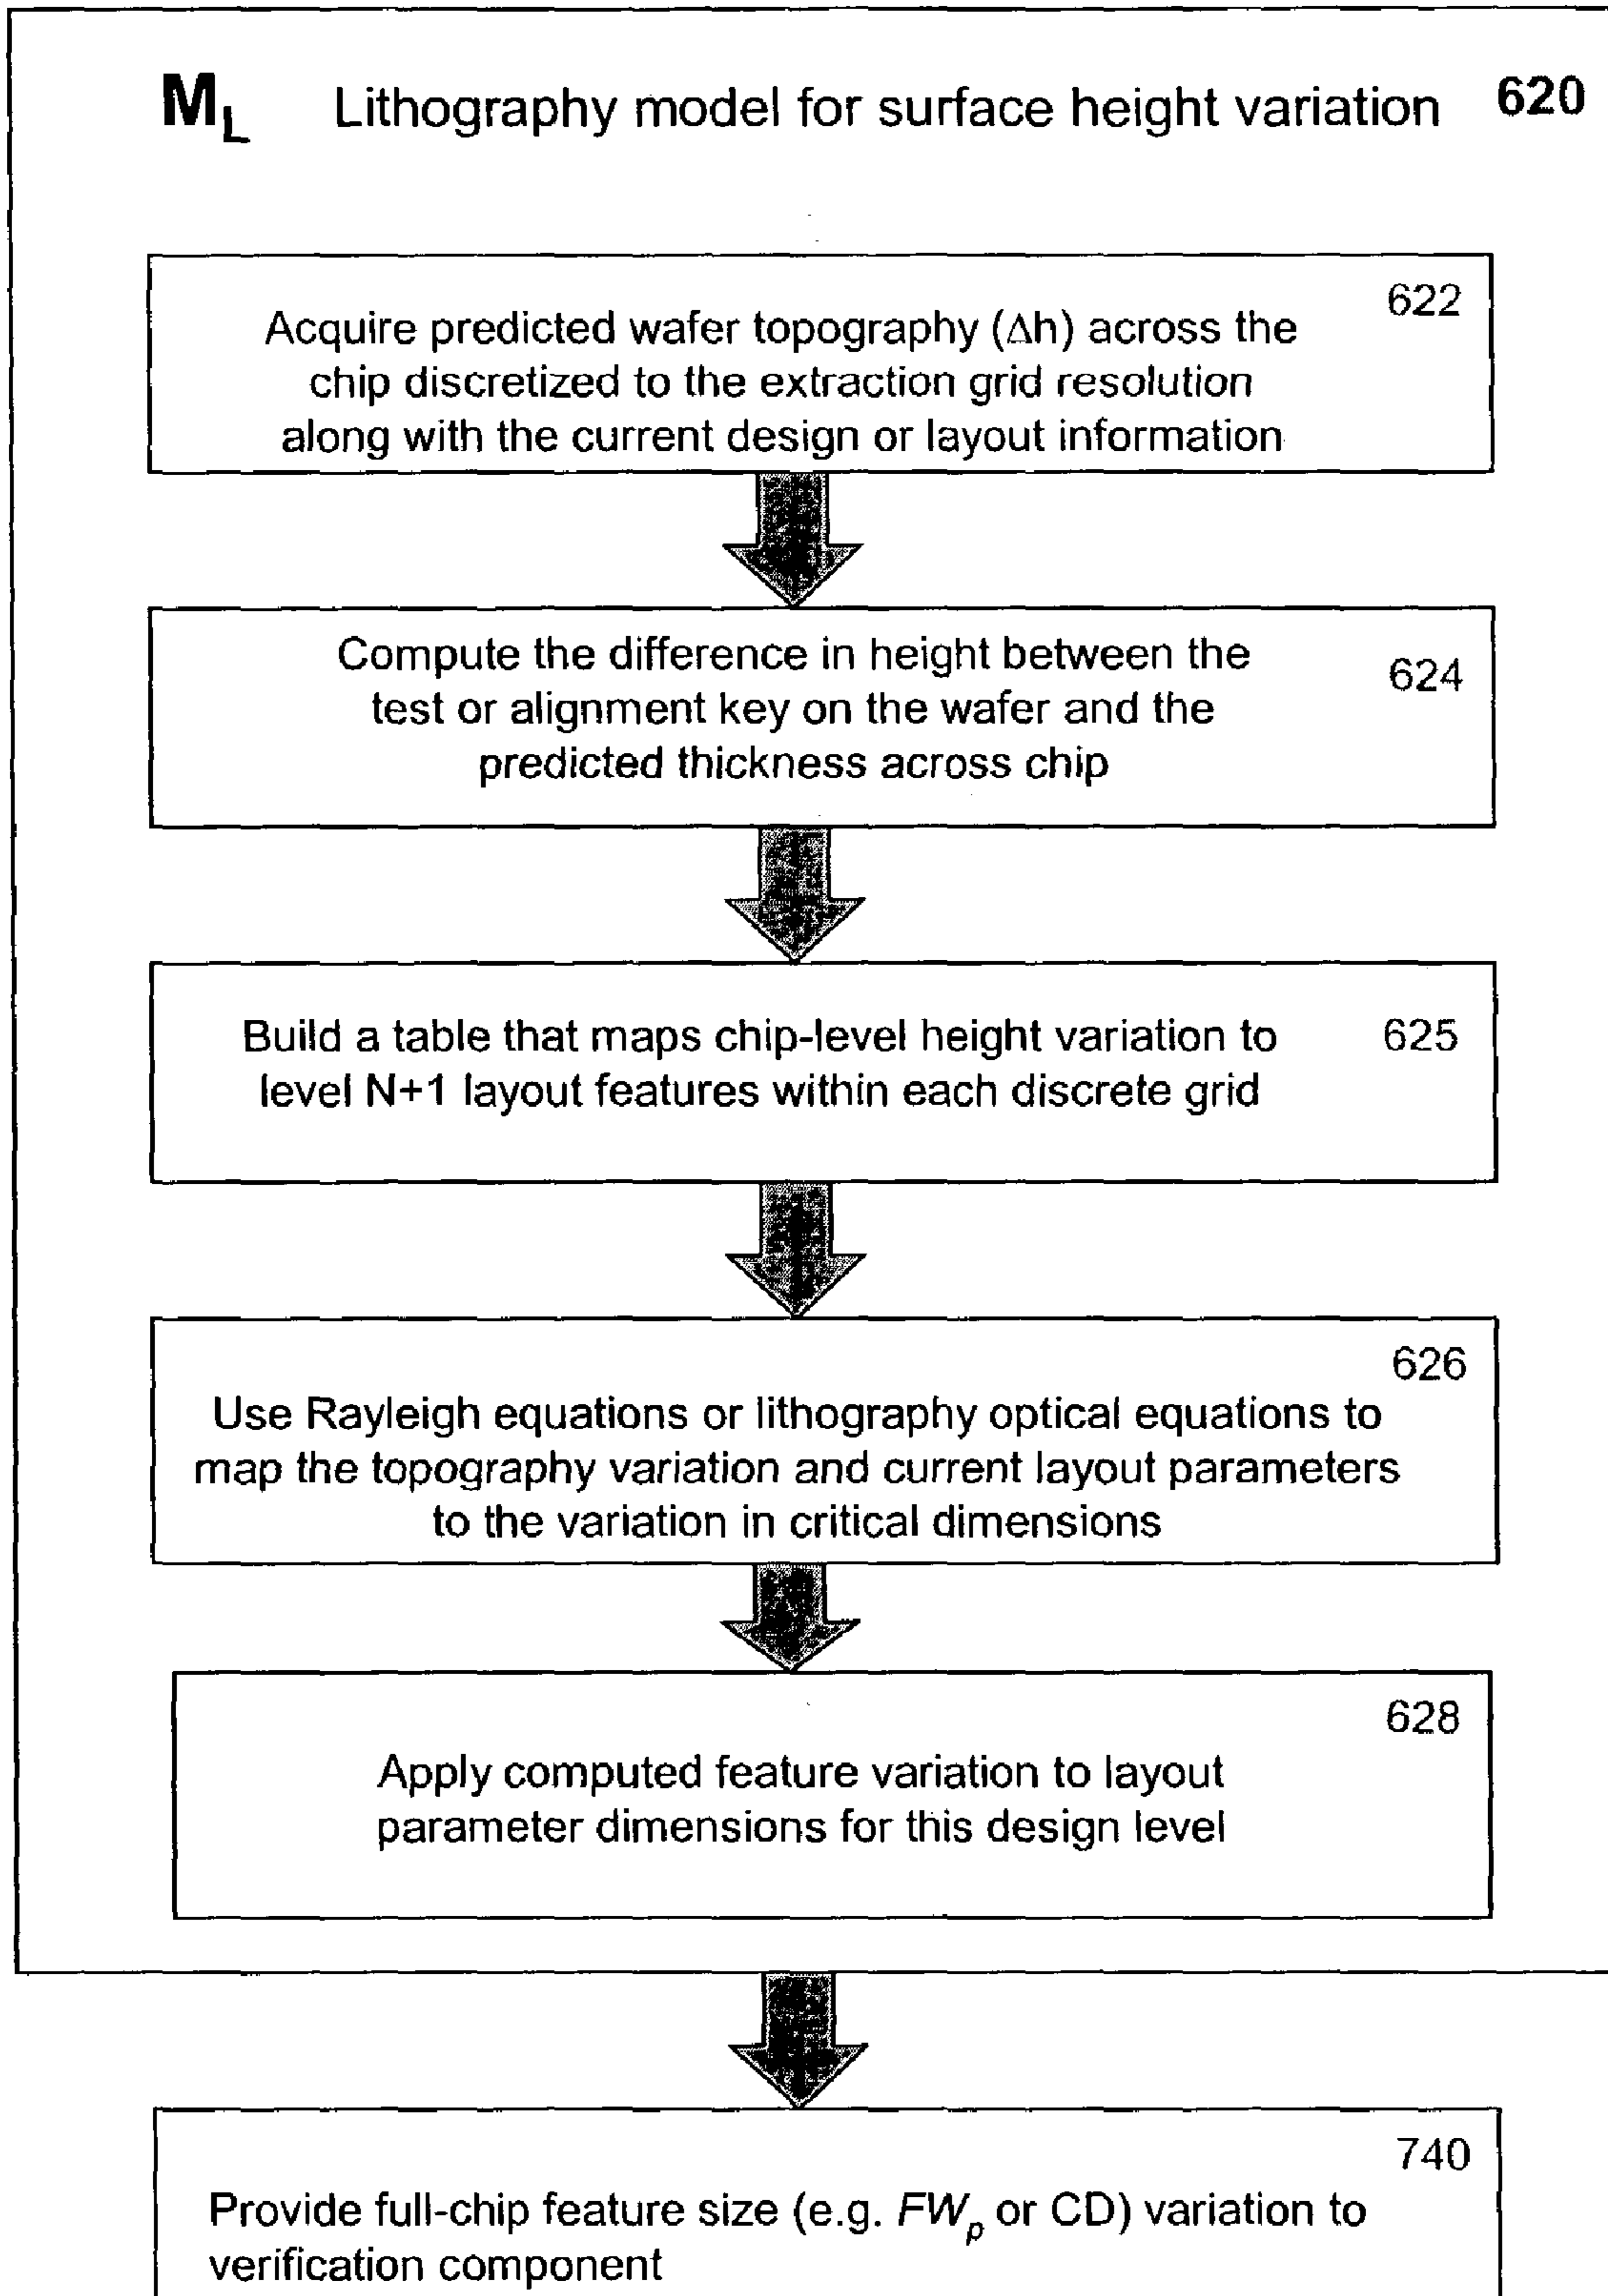 M_L Lithography model for surface height variation 620
622
Acquire predicted wafer topography (Δh) across the
chip discretized to the extraction grid resolution
along with the current design or layout information
Compute the difference in height between the
624
test or alignment key on the wafer and the
predicted thickness across chip
Build a table that maps chip-level height variation to 625
level N+1 layout features within each discrete grid
626
Use Rayleigh equations or lithography optical equations to
map the topography variation and current layout parameters
to the variation in critical dimensions
628
Apply computed feature variation to layout
parameter dimensions for this design level
740
Provide full-chip feature size (e.g. FW_p or CD) variation to
verification component